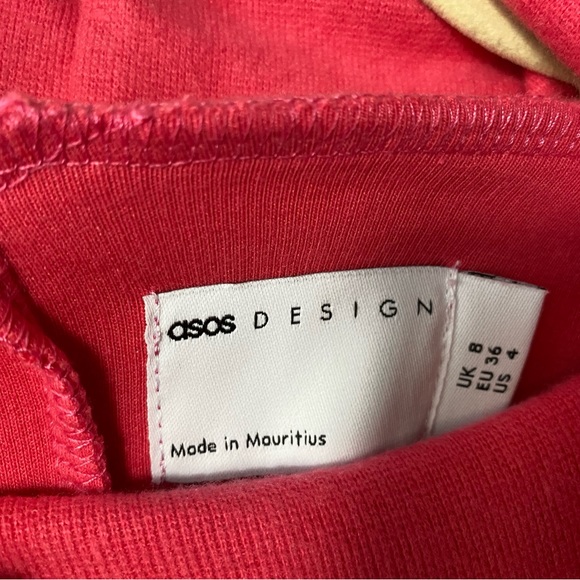 asos DESIGN
Made in Mauritius
UK 8
EU 36
US 4